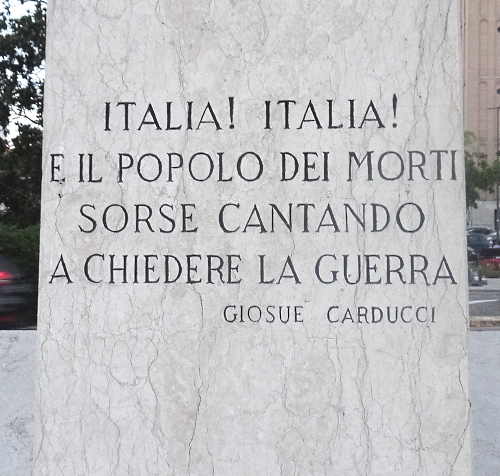 ITALIA! ITALIA!
E IL POPOLO DEI MORTI
SORSE CANTANDO
A CHIEDERE LA GUERRA
GIOSUE CARDUCCI